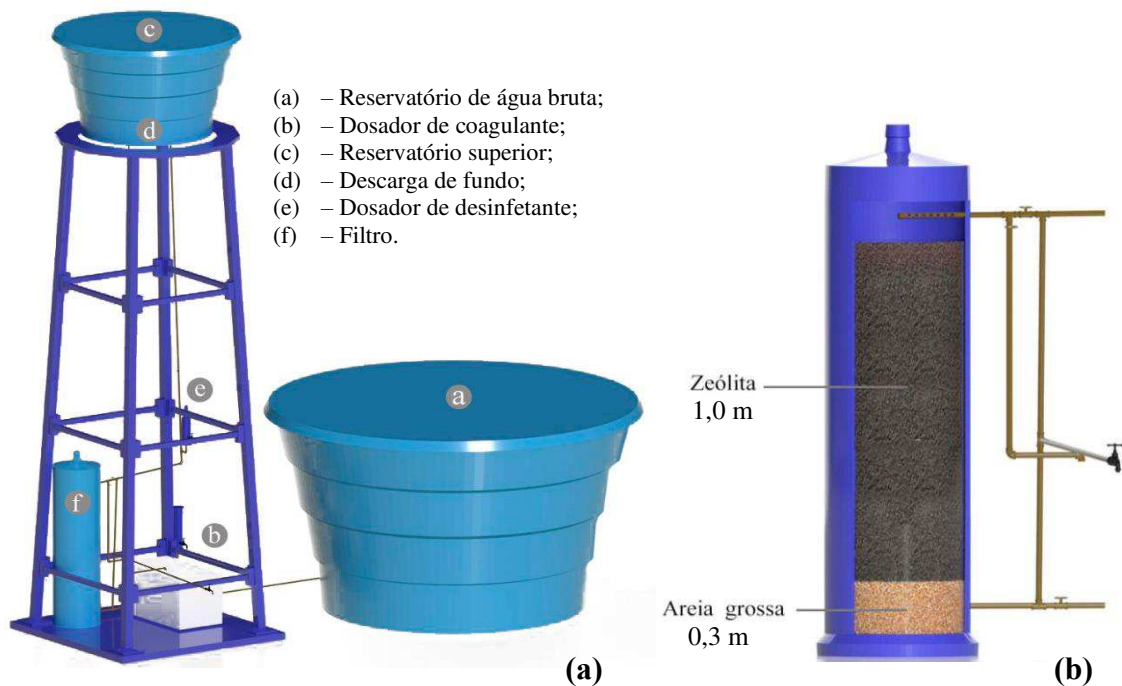 c
d
e
f
b
a
(a) – Reservatório de água bruta;
(b) – Dosador de coagulante;
(c) – Reservatório superior;
(d) – Descarga de fundo;
(e) – Dosador de desinfetante;
(f) – Filtro.
(a)
Zeólita
1,0 m
Areia grossa
0,3 m
(b)